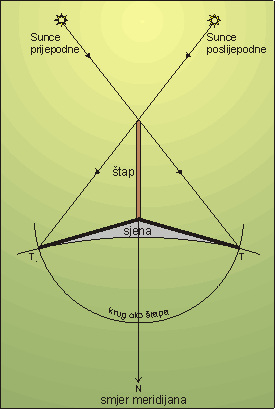 Sunce
prijepodne
Sunce
poslijepodne
štap
sjena
T
T
krug oko štapa
N
smjer meridijana